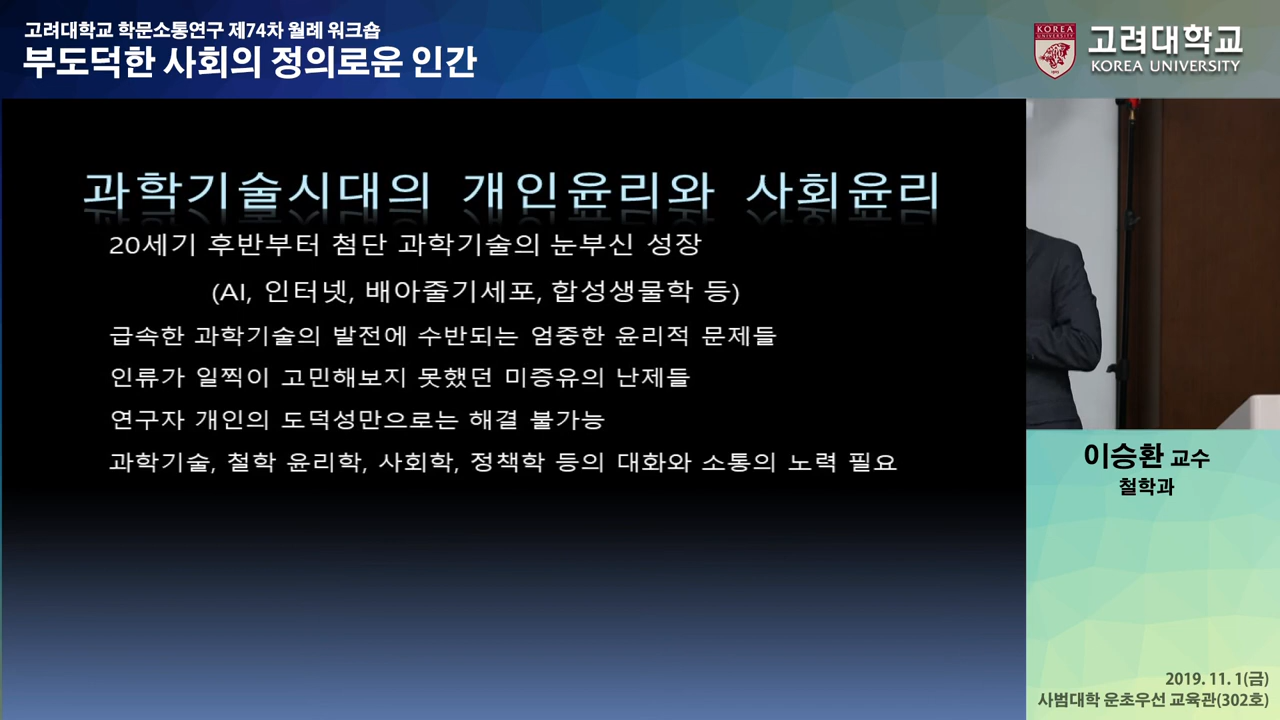 고려대학교 학문소통연구 제74차 월례 워크숍
부도덕한 사회의 정의로운 인간
KOREA
UNIVERSITY
1905
고려대학교
KOREA UNIVERSITY
과학기술시대의 개인윤리와 사회윤리
20세기 후반부터 첨단 과학기술의 눈부신 성장
(AI, 인터넷, 배아줄기세포, 합성생물학 등)
급속한 과학기술의 발전에 수반되는 엄중한 윤리적 문제들
인류가 일찍이 고민해보지 못했던 미증유의 난제들
연구자 개인의 도덕성만으로는 해결 불가능
과학기술, 철학 윤리학, 사회학, 정책학 등의 대화와 소통의 노력 필요
이승환 교수
철학과
2019. 11. 1(금)
사범대학 운초우선 교육관(302호)